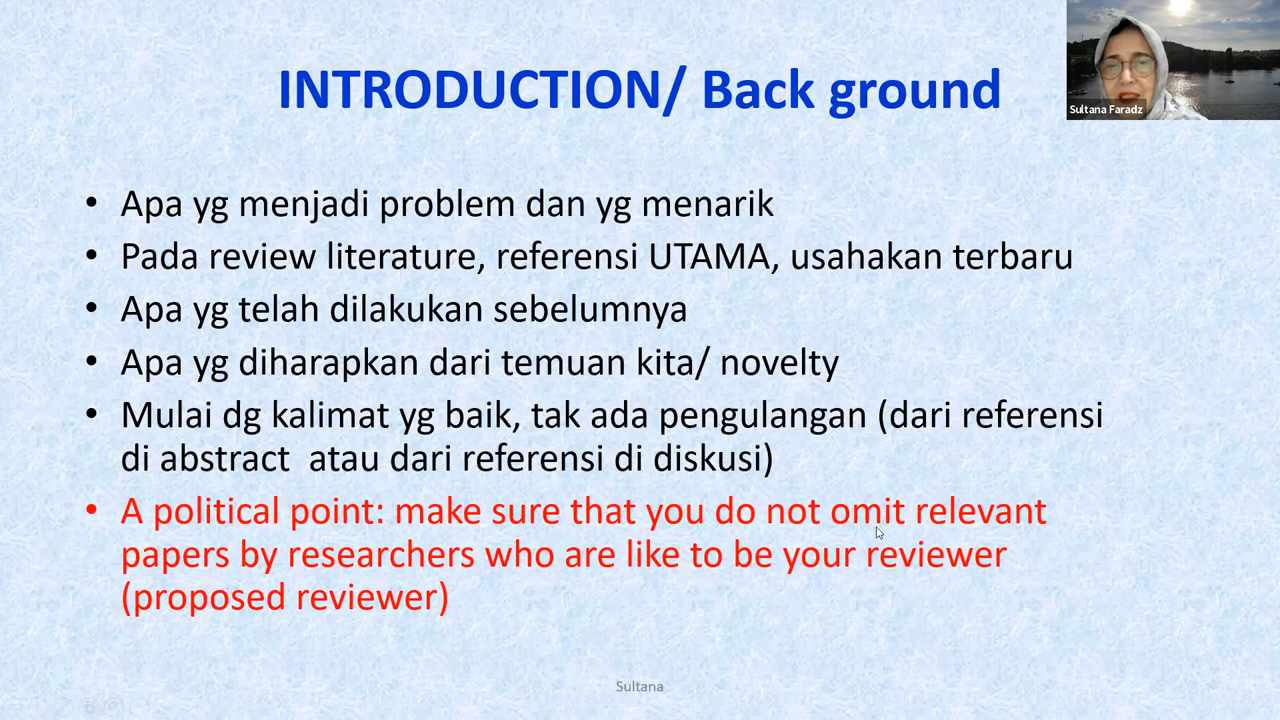 INTRODUCTION/ Back ground
Sultana Faradz
• Apa yg menjadi problem dan yg menarik
• Pada review literature, referensi UTAMA, usahakan terbaru
• Apa yg telah dilakukan sebelumnya
• Apa yg diharapkan dari temuan kita/ novelty
• Mulai dg kalimat yg baik, tak ada pengulangan (dari referensi
di abstract  atau dari referensi di diskusi)
• A political point: make sure that you do not omit relevant
papers by researchers who are like to be your reviewer
(proposed reviewer)
Sultana